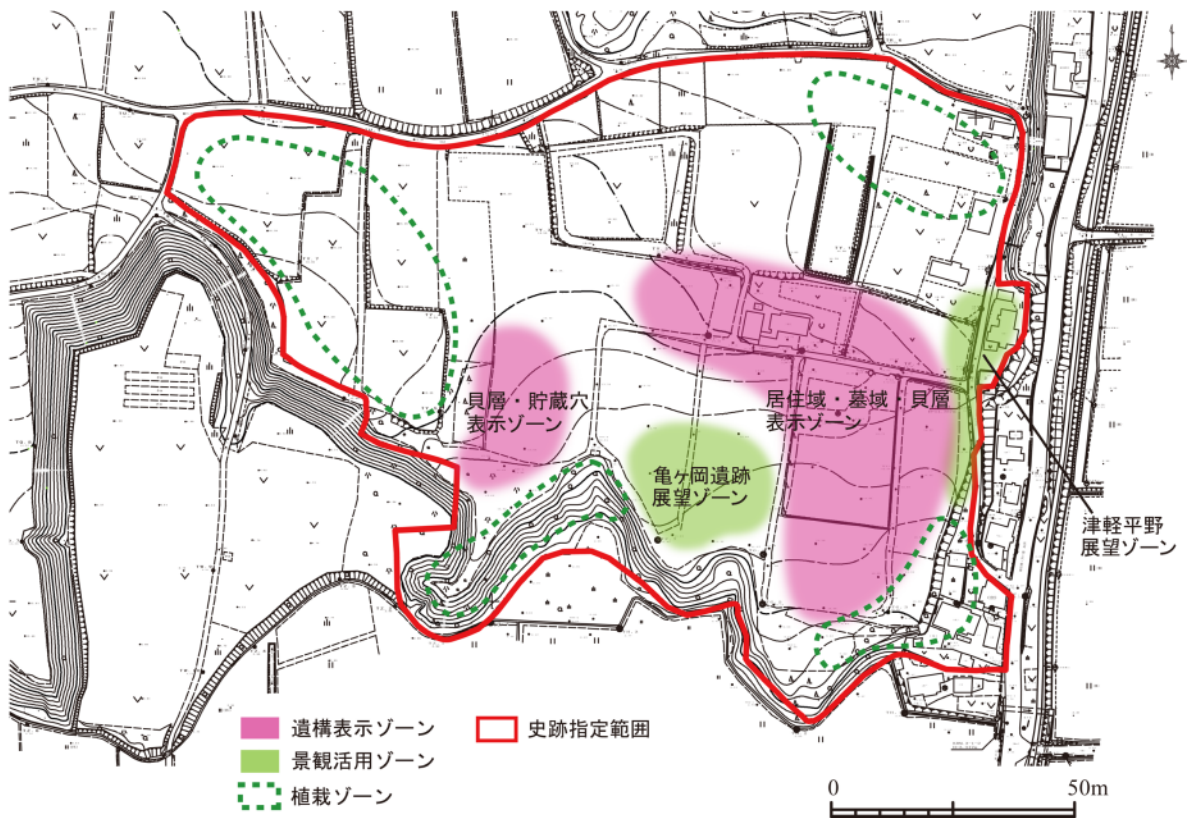 貝層・貯蔵穴
表示ゾーン
居住域・墓域・貝層
表示ゾーン
亀ヶ岡遺跡
展望ゾーン
津軽平野
展望ゾーン
遺構表示ゾーン
史跡指定範囲
景観活用ゾーン
植栽ゾーン
0
50m